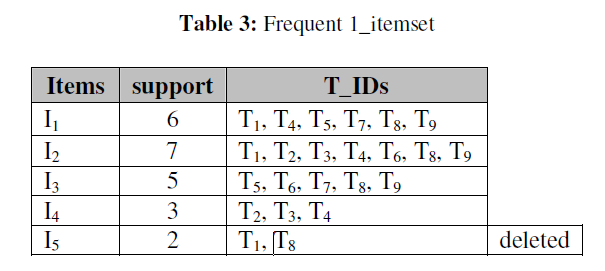 Table 3: Frequent 1_itemset
Items support T_IDs
I₁ 6 T₁, T₄, T₅, T₇, T₈, T₉
I₂ 7 T₁, T₂, T₃, T₄, T₆, T₈, T₉
I₃ 5 T₅, T₆, T₇, T₈, T₉
I₄ 3 T₂, T₃, T₄
I₅ 2 T₁, T₈ deleted